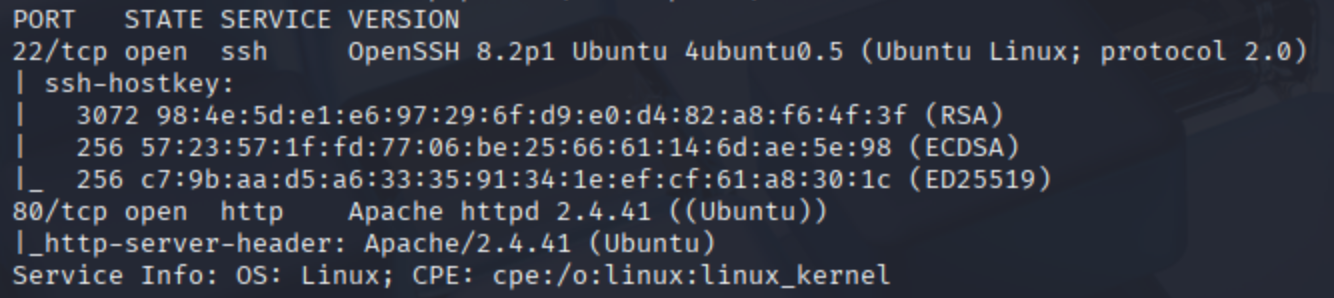 PORT   STATE SERVICE VERSION
22/tcp open  ssh     OpenSSH 8.2p1 Ubuntu 4ubuntu0.5 (Ubuntu Linux; protocol 2.0)
| ssh-hostkey:
|   3072 98:4e:5d:e1:e6:97:29:6f:d9:e0:d4:82:a8:f6:4f:3f (RSA)
|   256 57:23:57:1f:fd:77:06:be:25:66:61:14:6d:ae:5e:98 (ECDSA)
|_  256 c7:9b:aa:d5:a6:33:35:91:34:1e:ef:cf:61:a8:30:1c (ED25519)
80/tcp open  http    Apache httpd 2.4.41 ((Ubuntu))
|_http-server-header: Apache/2.4.41 (Ubuntu)
Service Info: OS: Linux; CPE: cpe:/o:linux:linux_kernel